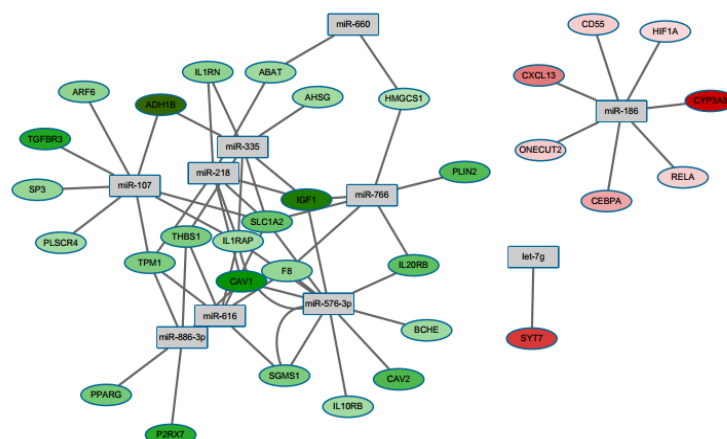 miR-660
CD55
HIF1A
IL1RN
ABAT
CXCL13
ARF6
AHSG
HMGCS1
ADH1B
miR-186
TGFBR3
miR-335
ONECUT2
miR-218
RELA
SP3
miR-107
IGF1
miR-766
PLIN2
CEBPA
PLSCR4
THBS1
SLC1A2
IL1RAP
TPM1
F8
IL20RB
let-7g
CAV1
miR-576-3p
miR-616
BCHE
miR-886-3p
SYT7
SGMS1
CAV2
PPARG
IL10RB
P2RX7